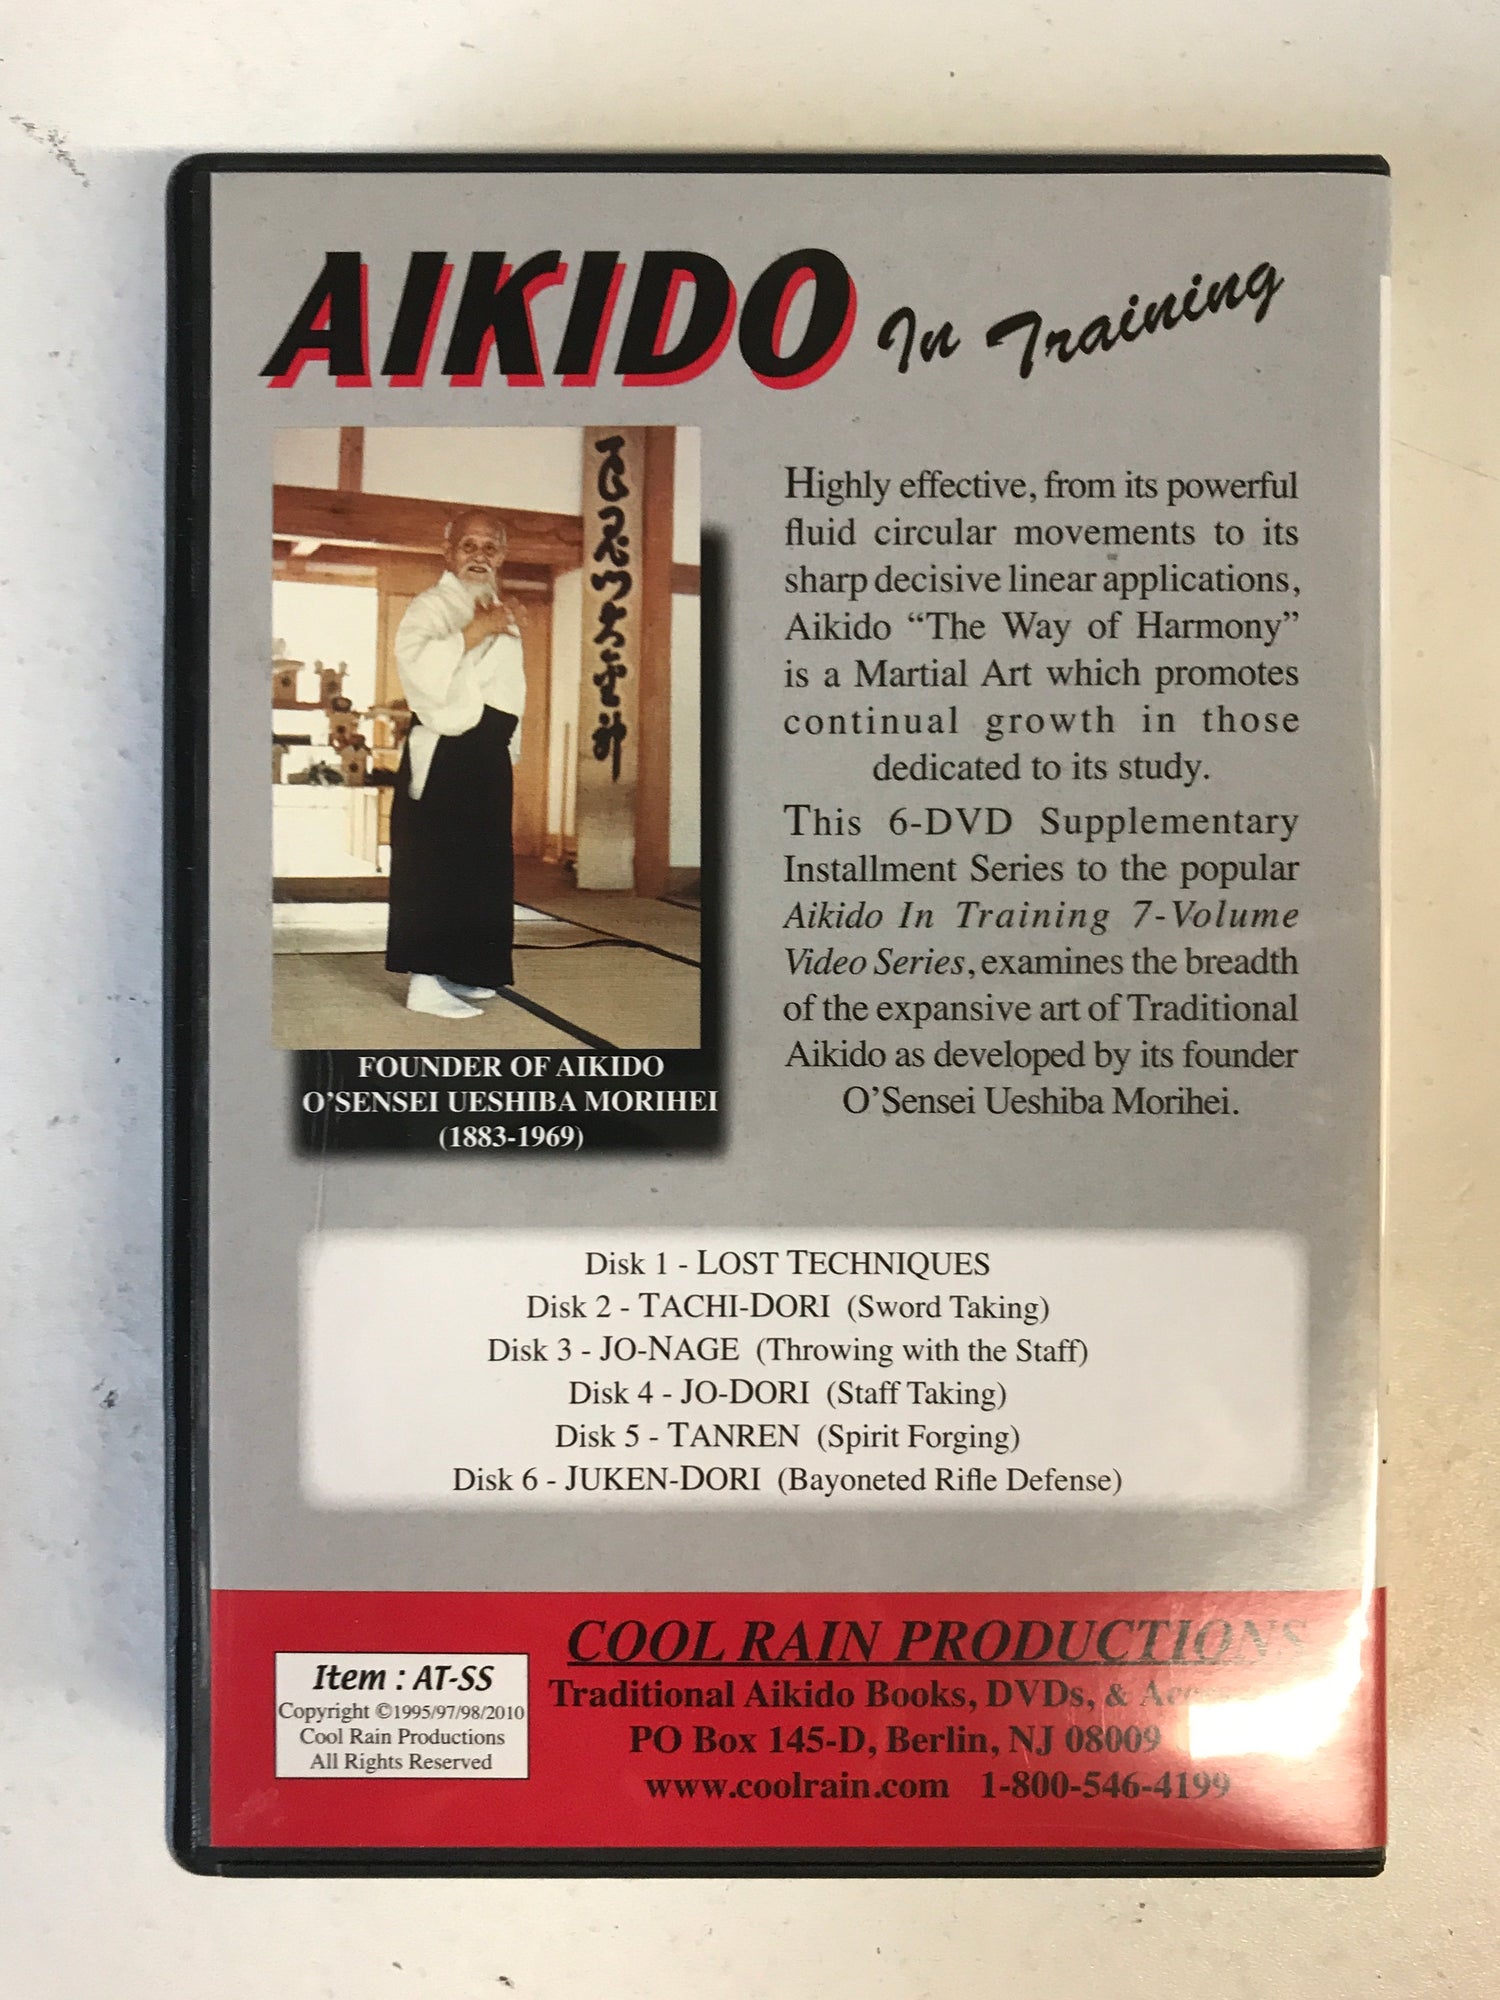 AIKIDO In Training
Highly effective, from its powerful
fluid circular movements to its
sharp decisive linear applications,
Aikido “The Way of Harmony”
is a Martial Art which promotes
continual growth in those
dedicated to its study.
This 6-DVD Supplementary
Installment Series to the popular
Aikido In Training 7-Volume
Video Series, examines the breadth
of the expansive art of Traditional
Aikido as developed by its founder
O’Sensei Ueshiba Morihei.
FOUNDER OF AIKIDO
O’SENSEI UESHIBA MORIHEI
(1883-1969)
Disk 1 - LOST TECHNIQUES
Disk 2 - TACHI-DORI (Sword Taking)
Disk 3 - JO-NAGE (Throwing with the Staff)
Disk 4 - JO-DORI (Staff Taking)
Disk 5 - TANREN (Spirit Forging)
Disk 6 - JUKEN-DORI (Bayoneted Rifle Defense)
Item : AT-SS
Copyright ©1995/97/98/2010
Cool Rain Productions
All Rights Reserved
COOL RAIN PRODUCTIONS
Traditional Aikido Books, DVDs, &
PO Box 145-D, Berlin, NJ 08009
www.coolrain.com 1-800-546-4199